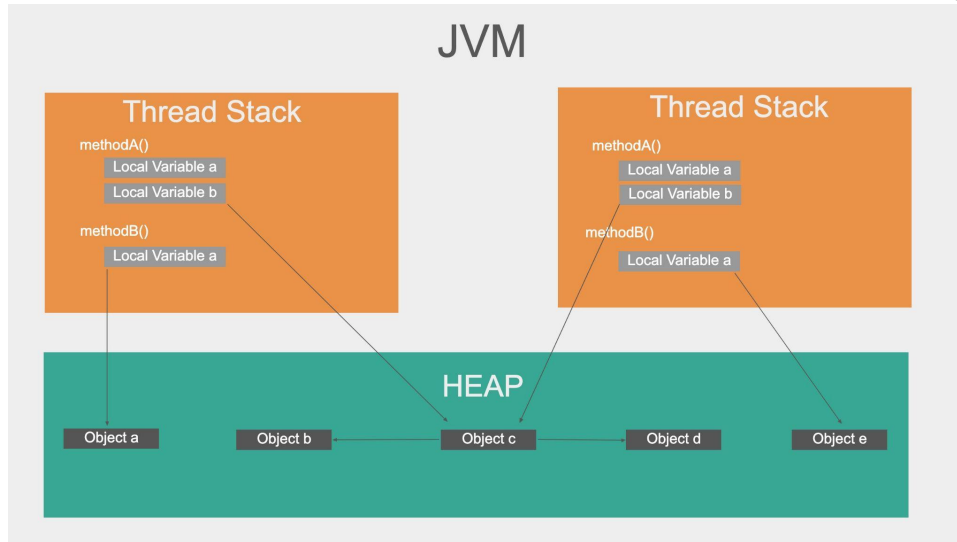 JVM
Thread Stack
methodA()
Local Variable a
Local Variable b
methodB()
Local Variable a
Thread Stack
methodA()
Local Variable a
Local Variable b
methodB()
Local Variable a
HEAP
Object a
Object b
Object c
Object d
Object e